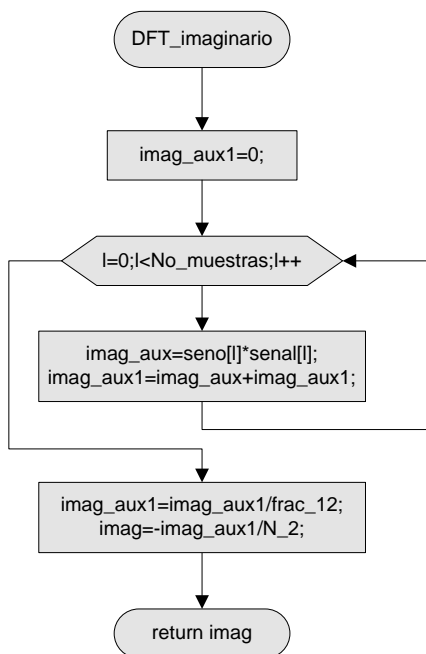 DFT_imaginario
imag_aux1=0;
l=0;l<No_muestras;l++
imag_aux=seno[l]*senal[l];
imag_aux1=imag_aux+imag_aux1;
imag_aux1=imag_aux1/frac_12;
imag=-imag_aux1/N_2;
return imag